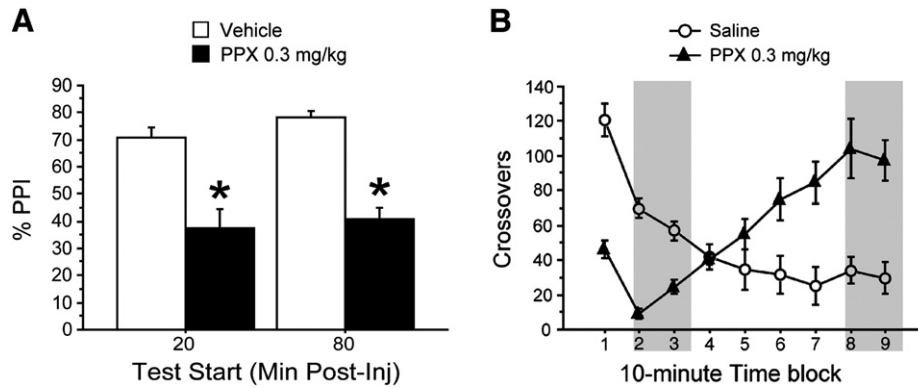 A
Vehicle
PPX 0.3 mg/kg
% PPI
90
80
70
60
50
40
30
20
10
0
*
*
20
80
Test Start (Min Post-Inj)
B
Saline
PPX 0.3 mg/kg
Crossovers
140
120
100
80
60
40
20
0
1 2 3 4 5 6 7 8 9
10-minute Time block